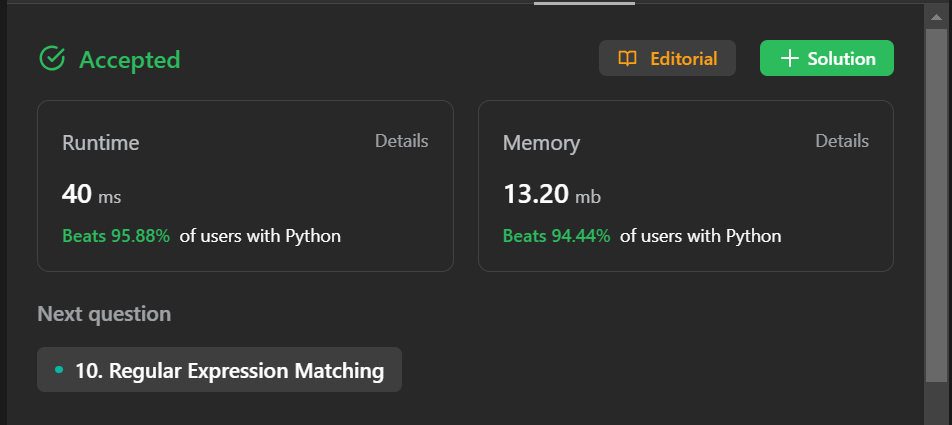 Accepted
Editorial
+ Solution
Runtime
Details
40 ms
Beats 95.88% of users with Python
Memory
Details
13.20 mb
Beats 94.44% of users with Python
Next question
10. Regular Expression Matching